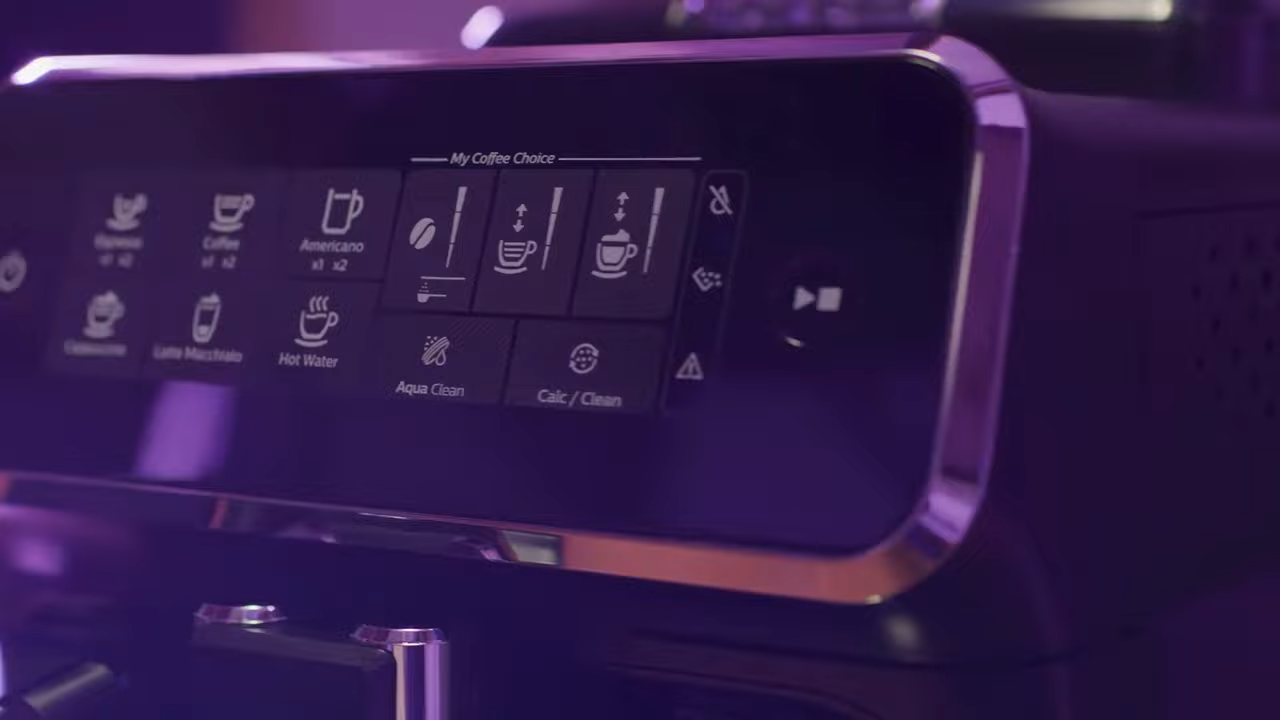 My Coffee Choice
Espresso
x1 x2
Coffee
x1 x2
Americano
x1 x2
Cappuccino
Latte Macchiato
Hot Water
Aqua Clean
Calc / Clean